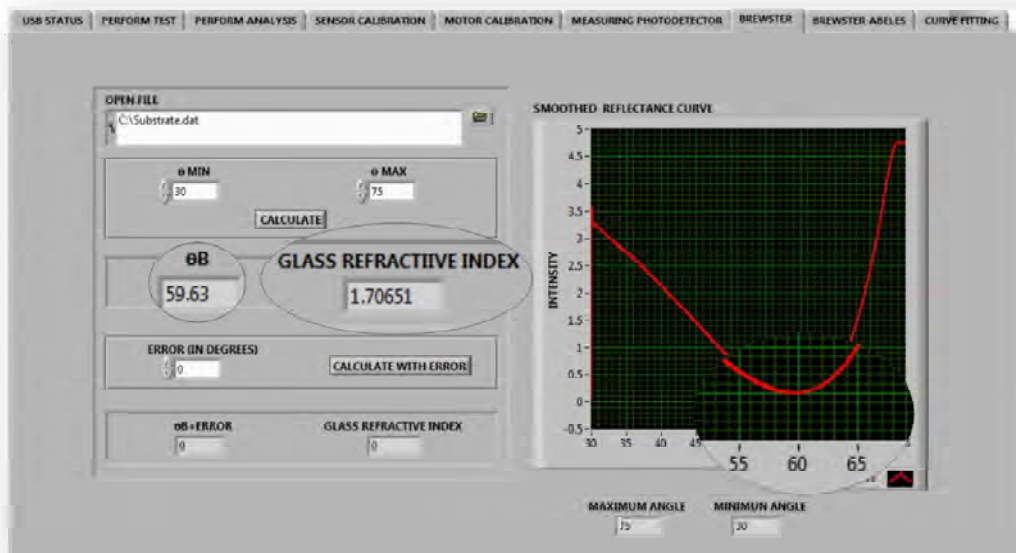 USB STATUS PERFORM TEST PERFORM ANALYSIS SENSOR CALIBRATION MOTOR CALIBRATION MEASURING PHOTODETECTOR BREWSTER BREWSTER-ABELES CURVE FITTING
OPEN FILE
C:\Substrate.dat
θ MIN θ MAX
30 75
CALCULATE
θB GLASS REFRACTIIVE INDEX
59.63 1.70651
ERROR (IN DEGREES)
0 CALCULATE WITH ERROR
θB+ERROR GLASS REFRACTIVE INDEX
0 0
SMOOTHED REFLECTANCE CURVE
INTENSITY
5
4.5
4
3.5
3
2.5
2
1.5
1
0.5
0
-0.5
30 35 40 45
55 60 65
MAXIMUM ANGLE MINIMUN ANGLE
75 30